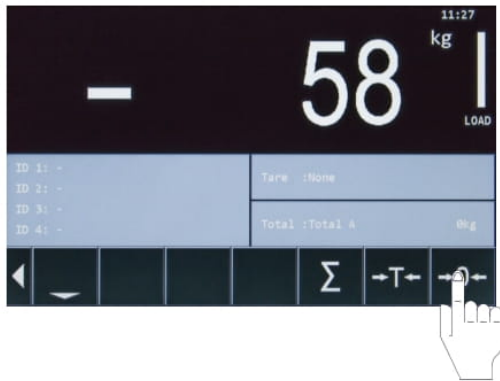 11:27
- 58 kg
LOAD
ID 1: -
ID 2: -
ID 3: -
ID 4: -
Tare :None
Total :Total A 0kg
Σ →T← →0←